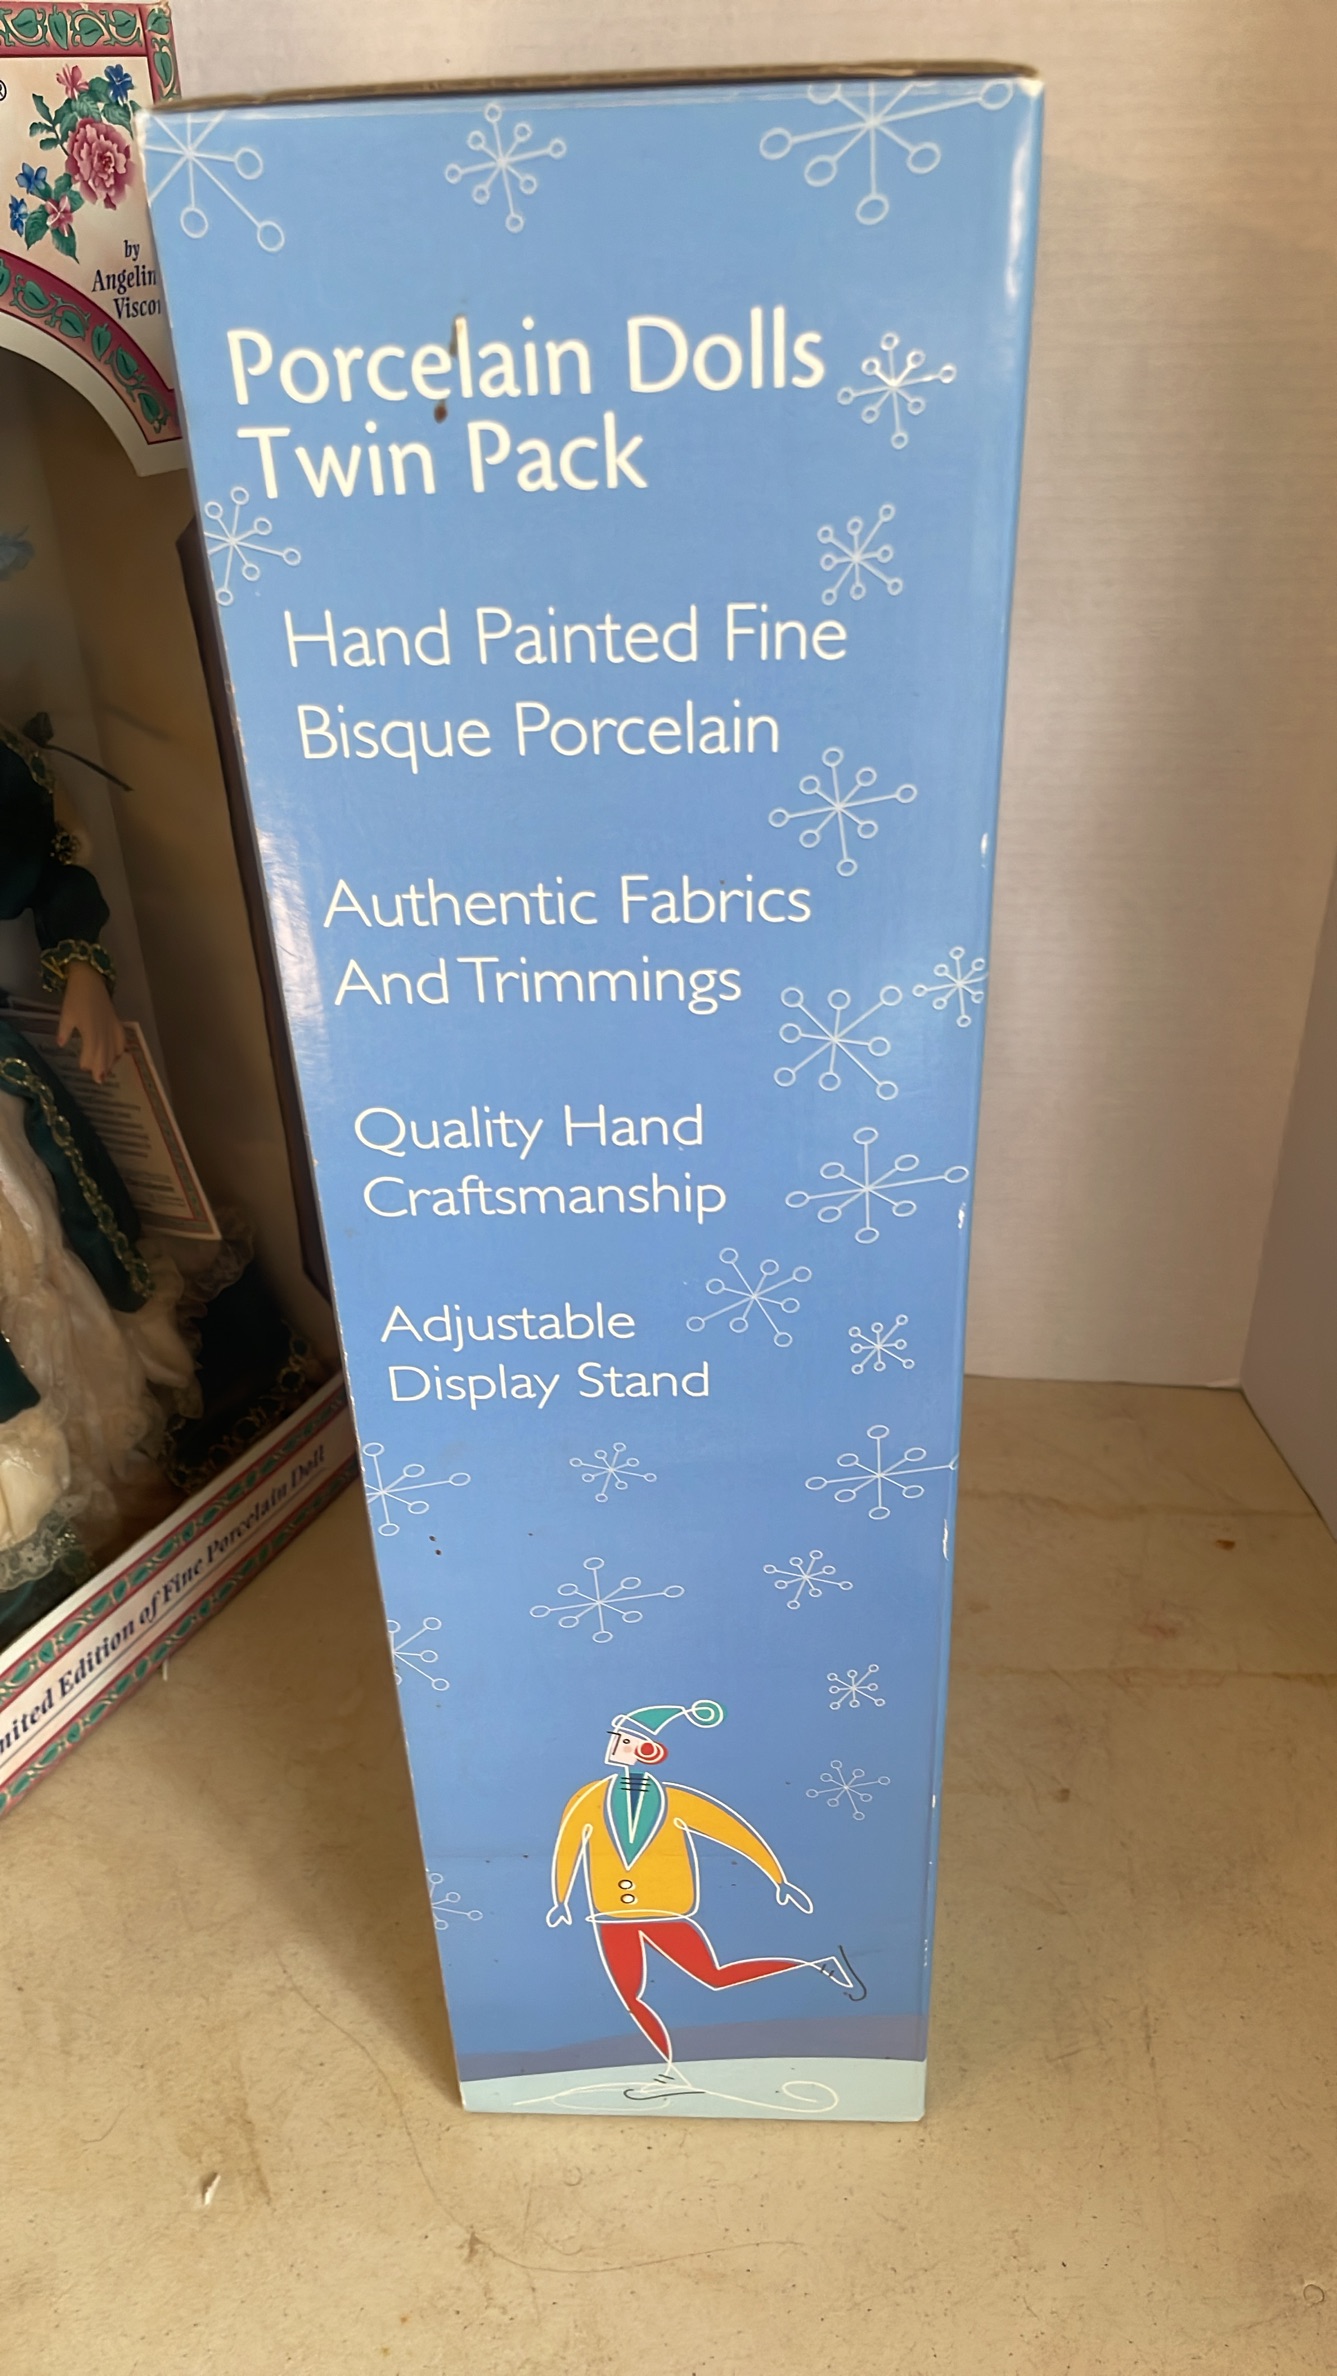 by
Porcelain Dolls
Twin Pack
Hand Painted Fine
Bisque Porcelain
Authentic Fabrics
And Trimmings
Quality Hand
Craftsmanship
Adjustable
Display Stand
Edition of Fine Porcelain Doll